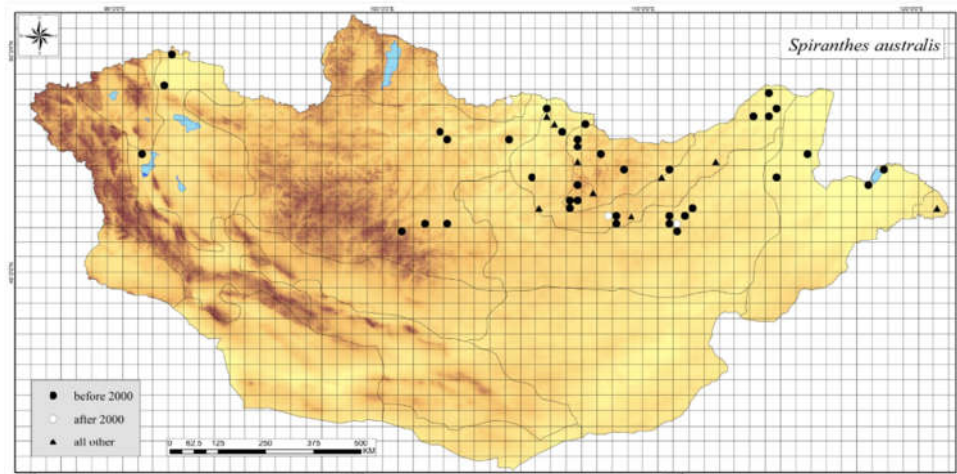 Spiranthes australis
before 2000
after 2000
all other
0 62.5 125 250 375 500
KM